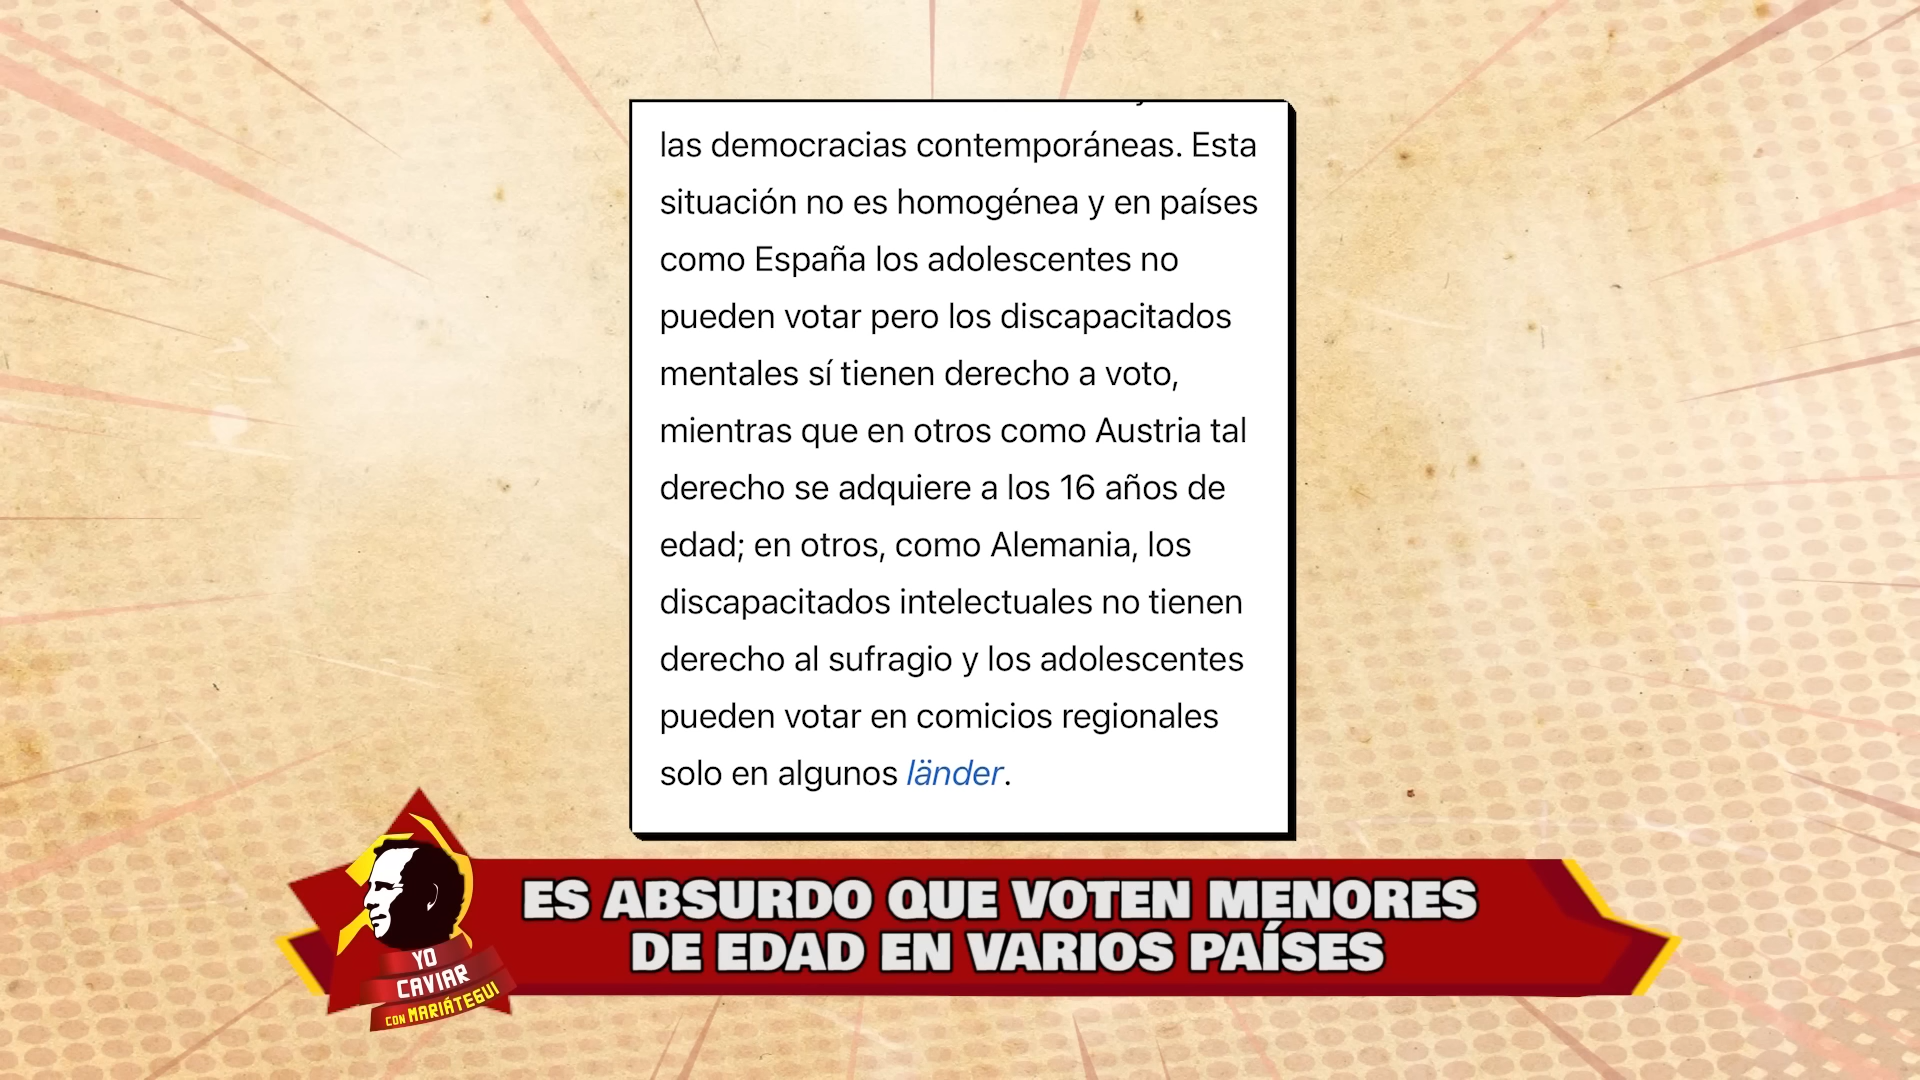 las democracias contemporáneas. Esta
situación no es homogénea y en países
como España los adolescentes no
pueden votar pero los discapacitados
mentales sí tienen derecho a voto,
mientras que en otros como Austria tal
derecho se adquiere a los 16 años de
edad; en otros, como Alemania, los
discapacitados intelectuales no tienen
derecho al sufragio y los adolescentes
pueden votar en comicios regionales
solo en algunos länder.
ES ABSURDO QUE VOTEN MENORES
DE EDAD EN VARIOS PAÍSES
YO
CAVIAR
CON MARIÁTEGUI